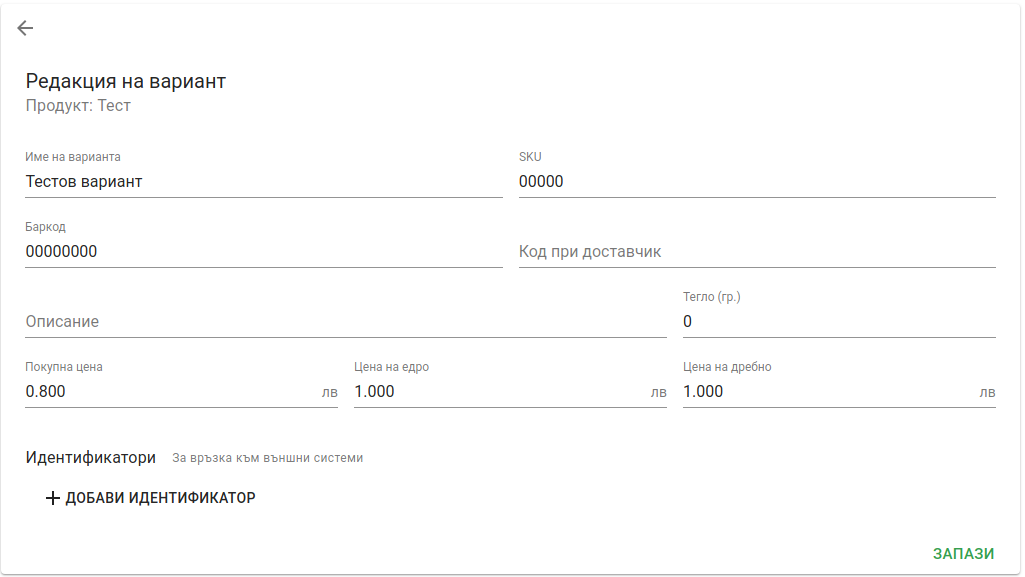 Редакция на вариант
Продукт: Тест
Име на варианта
SKU
Тестов вариант
00000
Баркод
00000000
Код при доставчик
Тегло (гр.)
Описание
0
Покупна цена
Цена на едро
Цена на дребно
0.800 лв
1.000 лв
1.000 лв
Идентификатори За връзка към външни системи
ДОБАВИ ИДЕНТИФИКАТОР
ЗАПАЗИ